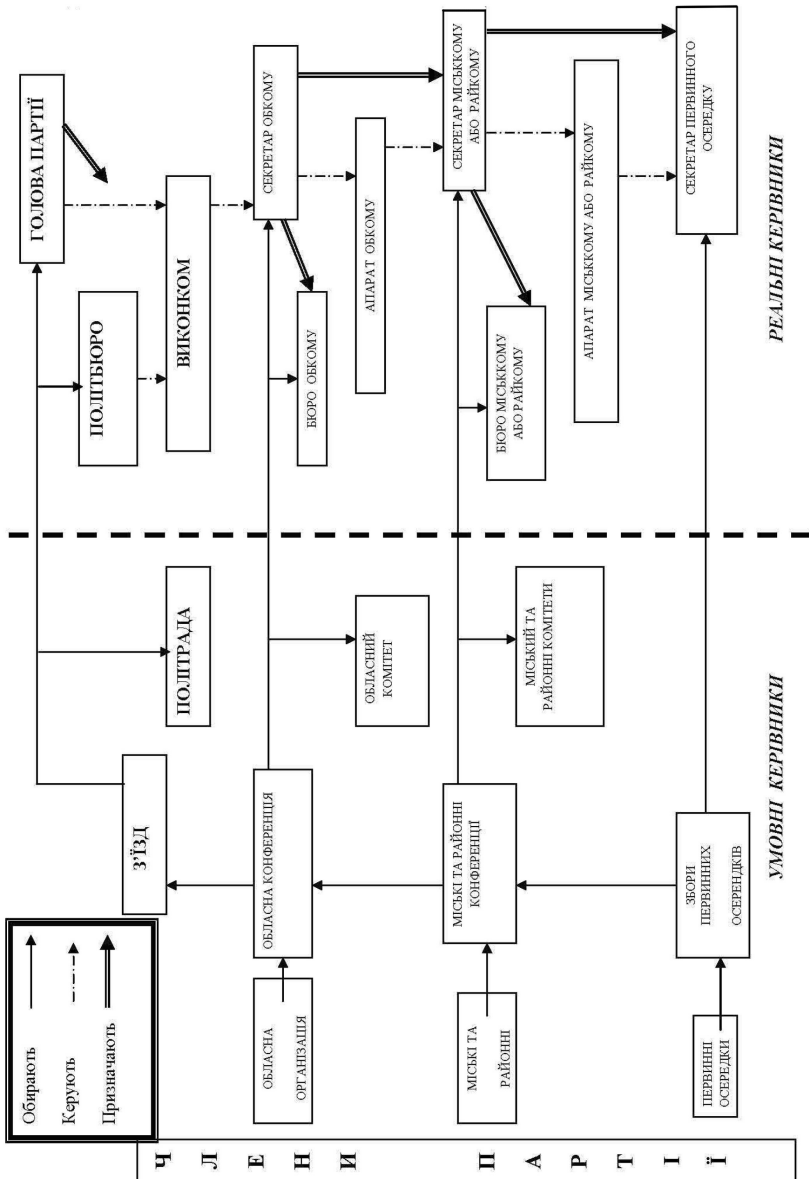 Обирають
Керують
Призначають
ЧЛЕНИ ПАРТІЇ
З'ЇЗД
ПОЛІТРАДА
ПОЛІТБЮРО
ГОЛОВА ПАРТІЇ
ВИКОНКОМ
ОБЛАСНА
ОРГАНІЗАЦІЯ
ОБЛАСНА КОНФЕРЕНЦІЯ
ОБЛАСНИЙ
КОМІТЕТ
БЮРО ОБКОМУ
СЕКРЕТАР ОБКОМУ
АПАРАТ ОБКОМУ
МІСЬКІ ТА
РАЙОННІ
МІСЬКІ ТА РАЙОННІ
КОНФЕРЕНЦІЇ
МІСЬКИЙ ТА
РАЙОННІ КОМІТЕТИ
БЮРО МІСЬККОМУ
АБО РАЙКОМУ
СЕКРЕТАР МІСЬККОМУ
АБО РАЙКОМУ
АПАРАТ МІСЬККОМУ АБО РАЙКОМУ
ПЕРВИННІ
ОСЕРЕДКИ
ЗБОРИ
ПЕРВИННИХ
ОСЕРЕНДКІВ
СЕКРЕТАР ПЕРВИННОГО
ОСЕРЕДКУ
УМОВНІ КЕРІВНИКИ
РЕАЛЬНІ КЕРІВНИКИ